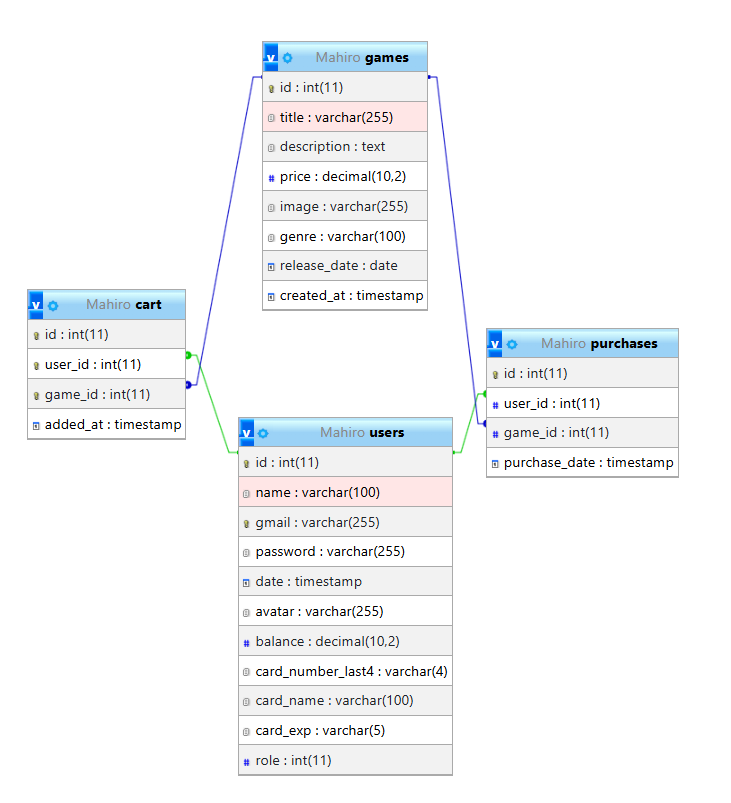 v Mahiro games
id : int(11)
title : varchar(255)
description : text
# price : decimal(10,2)
image : varchar(255)
genre : varchar(100)
release_date : date
created_at : timestamp
v Mahiro cart
id : int(11)
user_id : int(11)
game_id : int(11)
added_at : timestamp
v Mahiro purchases
id : int(11)
# user_id : int(11)
# game_id : int(11)
purchase_date : timestamp
v Mahiro users
id : int(11)
name : varchar(100)
gmail : varchar(255)
password : varchar(255)
date : timestamp
avatar : varchar(255)
# balance : decimal(10,2)
card_number_last4 : varchar(4)
card_name : varchar(100)
card_exp : varchar(5)
# role : int(11)